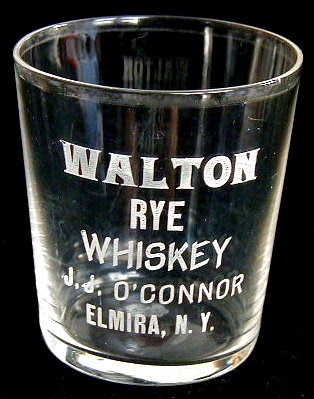 WALTON
RYE
WHISKEY
J.J. O'CONNOR
ELMIRA, N.Y.